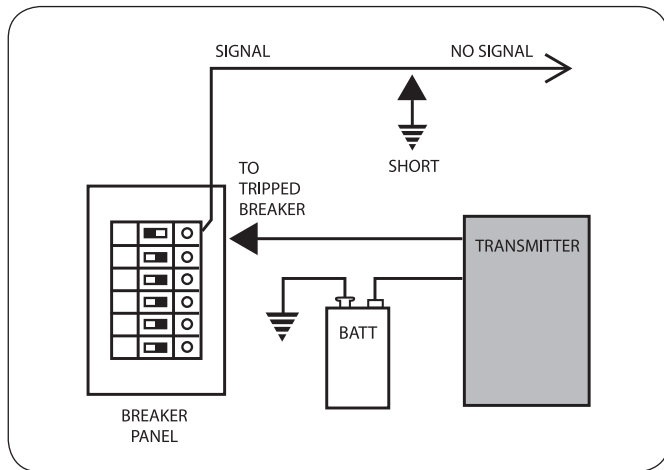 SIGNAL
NO SIGNAL
SHORT
TO
TRIPPED
BREAKER
TRANSMITTER
BATT
BREAKER
PANEL